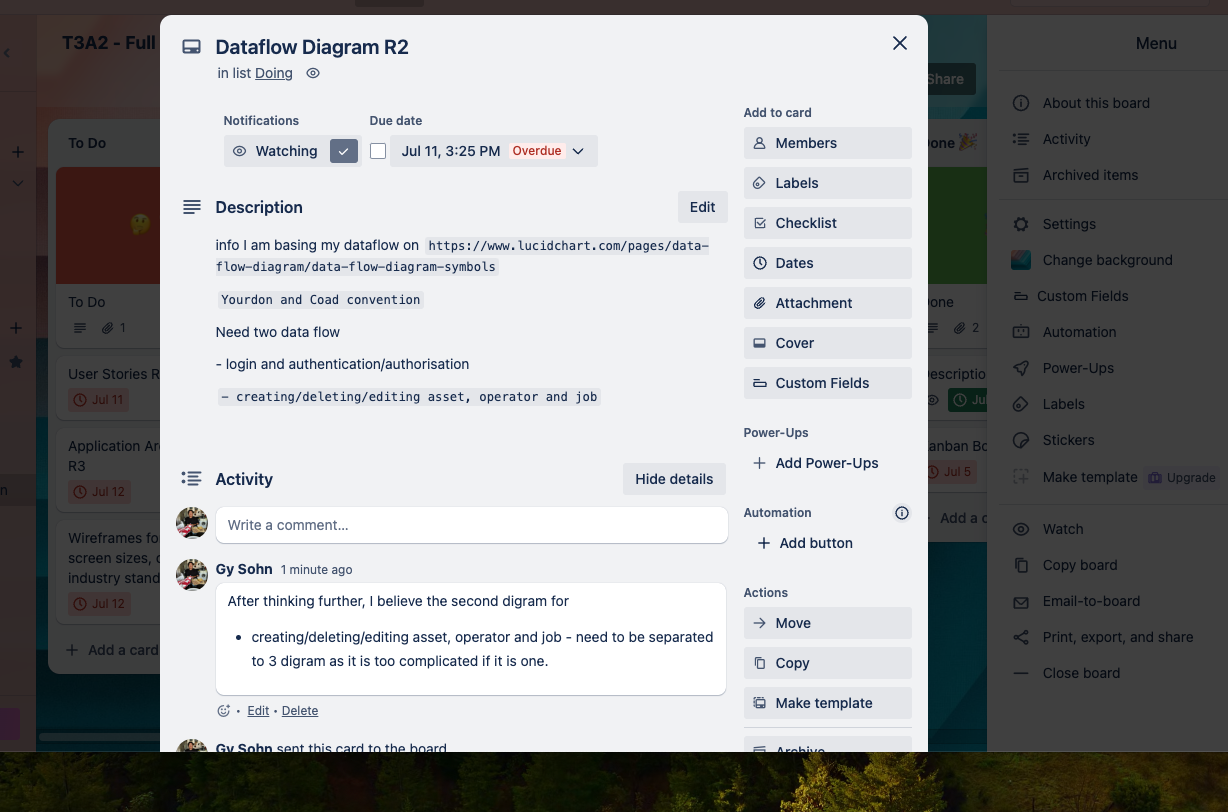 T3A2 - Full
Menu
Share
Dataflow Diagram R2
in list Doing
Notifications
Watching
Due date
Jul 11, 3:25 PM Overdue
Description
Edit
info I am basing my dataflow on https://www.lucidchart.com/pages/data-
flow-diagram/data-flow-diagram-symbols
Yourdon and Coad convention
Need two data flow
- login and authentication/authorisation
- creating/deleting/editing asset, operator and job
Activity
Hide details
Write a comment...
Gy Sohn 1 minute ago
After thinking further, I believe the second digram for
• creating/deleting/editing asset, operator and job - need to be separated
to 3 digram as it is too complicated if it is one.
• Edit • Delete
Gy Sohn sent this card to the board
Add to card
Members
Labels
Checklist
Dates
Attachment
Cover
Custom Fields
Power-Ups
+ Add Power-Ups
Automation
+ Add button
Actions
Move
Copy
Make template
Archive
To Do
To Do
1
User Stories R
Jul 11
Application Ar
R3
Jul 12
Wireframes fo
screen sizes,
industry stand
Jul 12
+ Add a card
one
one
2
escriptio
Ju
anban Bo
Jul 5
Add a c
About this board
Activity
Archived items
Settings
Change background
Custom Fields
Automation
Power-Ups
Labels
Stickers
Make template Upgrade
Watch
Copy board
Email-to-board
Print, export, and share
Close board